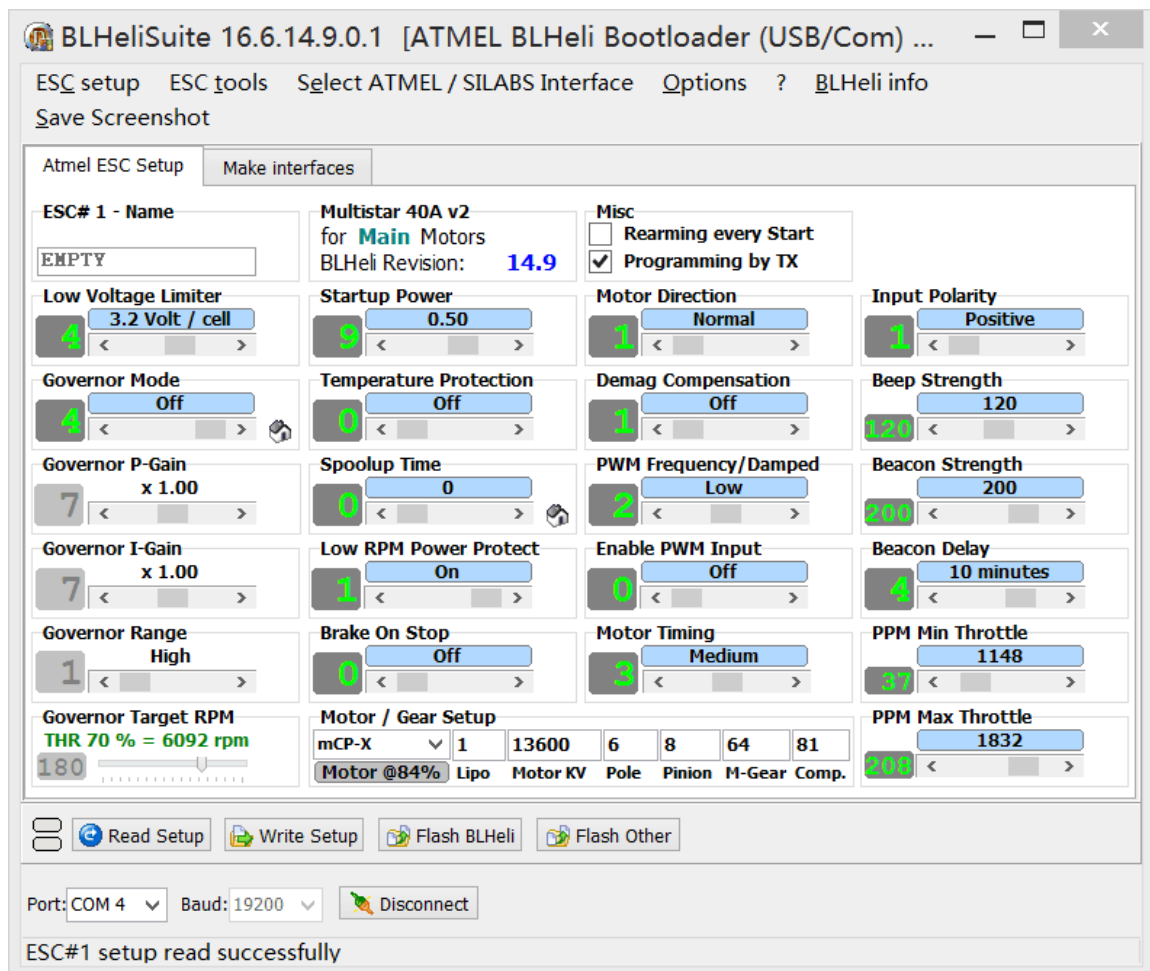 BLHeliSuite 16.6.14.9.0.1 [ATMEL BLHeli Bootloader (USB/Com) ...
ESC setup ESC tools Select ATMEL / SILABS Interface Options ? BLHeli info
Save Screenshot
Atmel ESC Setup Make interfaces
ESC# 1 - Name Multistar 40A v2 Misc
for Main Motors Rearming every Start
EMPTY BLHeli Revision: 14.9 Programming by TX
Low Voltage Limiter Startup Power Motor Direction Input Polarity
4 3.2 Volt / cell 9 0.50 1 Normal 1 Positive
Governor Mode Temperature Protection Demag Compensation Beep Strength
4 Off 0 Off 1 Off 120 120
Governor P-Gain Spoolup Time PWM Frequency/Damped Beacon Strength
7 x 1.00 0 0 2 Low 200 200
Governor I-Gain Low RPM Power Protect Enable PWM Input Beacon Delay
7 x 1.00 1 On 0 Off 4 10 minutes
Governor Range Brake On Stop Motor Timing PPM Min Throttle
1 High 0 Off 3 Medium 37 1148
Governor Target RPM Motor / Gear Setup PPM Max Throttle
THR 70 % = 6092 rpm mCP-X 1 13600 6 8 64 81 1832
180 Motor @84% Lipo Motor KV Pole Pinion M-Gear Comp. 208
Read Setup Write Setup Flash BLHeli Flash Other
Port: COM 4 Baud: 19200 Disconnect
ESC#1 setup read successfully